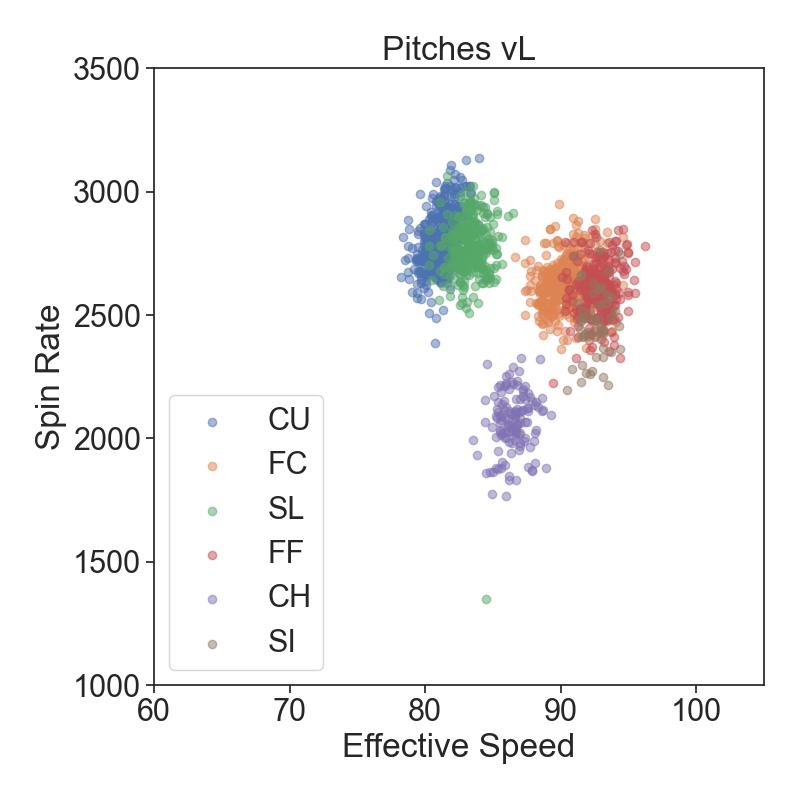 Pitches vL
3500
3000
2500
2000
1500
1000
Spin Rate
CU
FC
SL
FF
CH
SI
60 70 80 90 100
Effective Speed